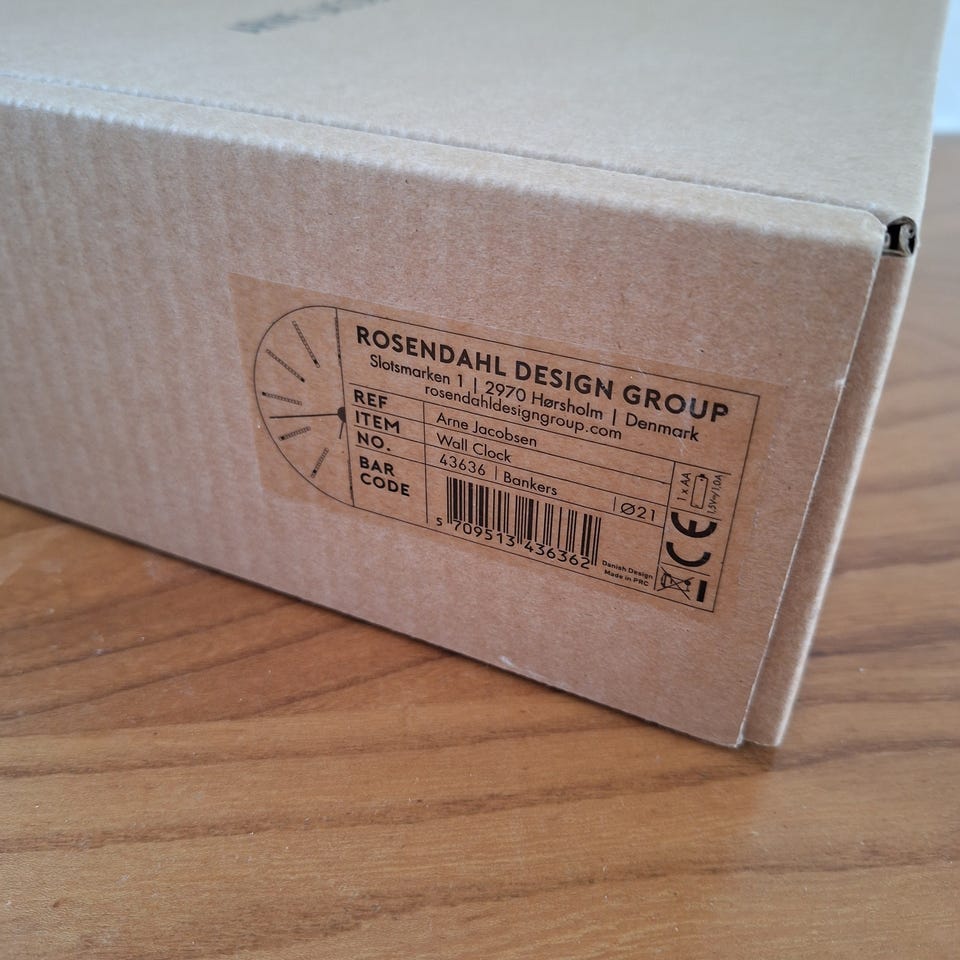 ROSENDAHL DESIGN GROUP
Slotsmarken 1 | 2970 Hørsholm | Denmark
rosendahldesigngroup.com
REF Arne Jacobsen
ITEM Wall Clock
NO. 43636 | Bankers | Ø21
BAR CODE
5 709513 436362
Danish Design
Made in PRC
1 x AA
CE